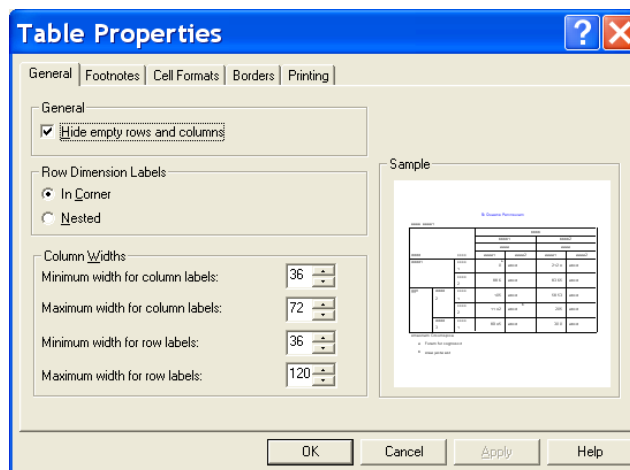 Table Properties
General Footnotes Cell Formats Borders Printing
General
Hide empty rows and columns
Row Dimension Labels
In Corner
Nested
Column Widths
Minimum width for column labels: 36
Maximum width for column labels: 72
Minimum width for row labels: 36
Maximum width for row labels: 120
Sample
OK Cancel Apply Help